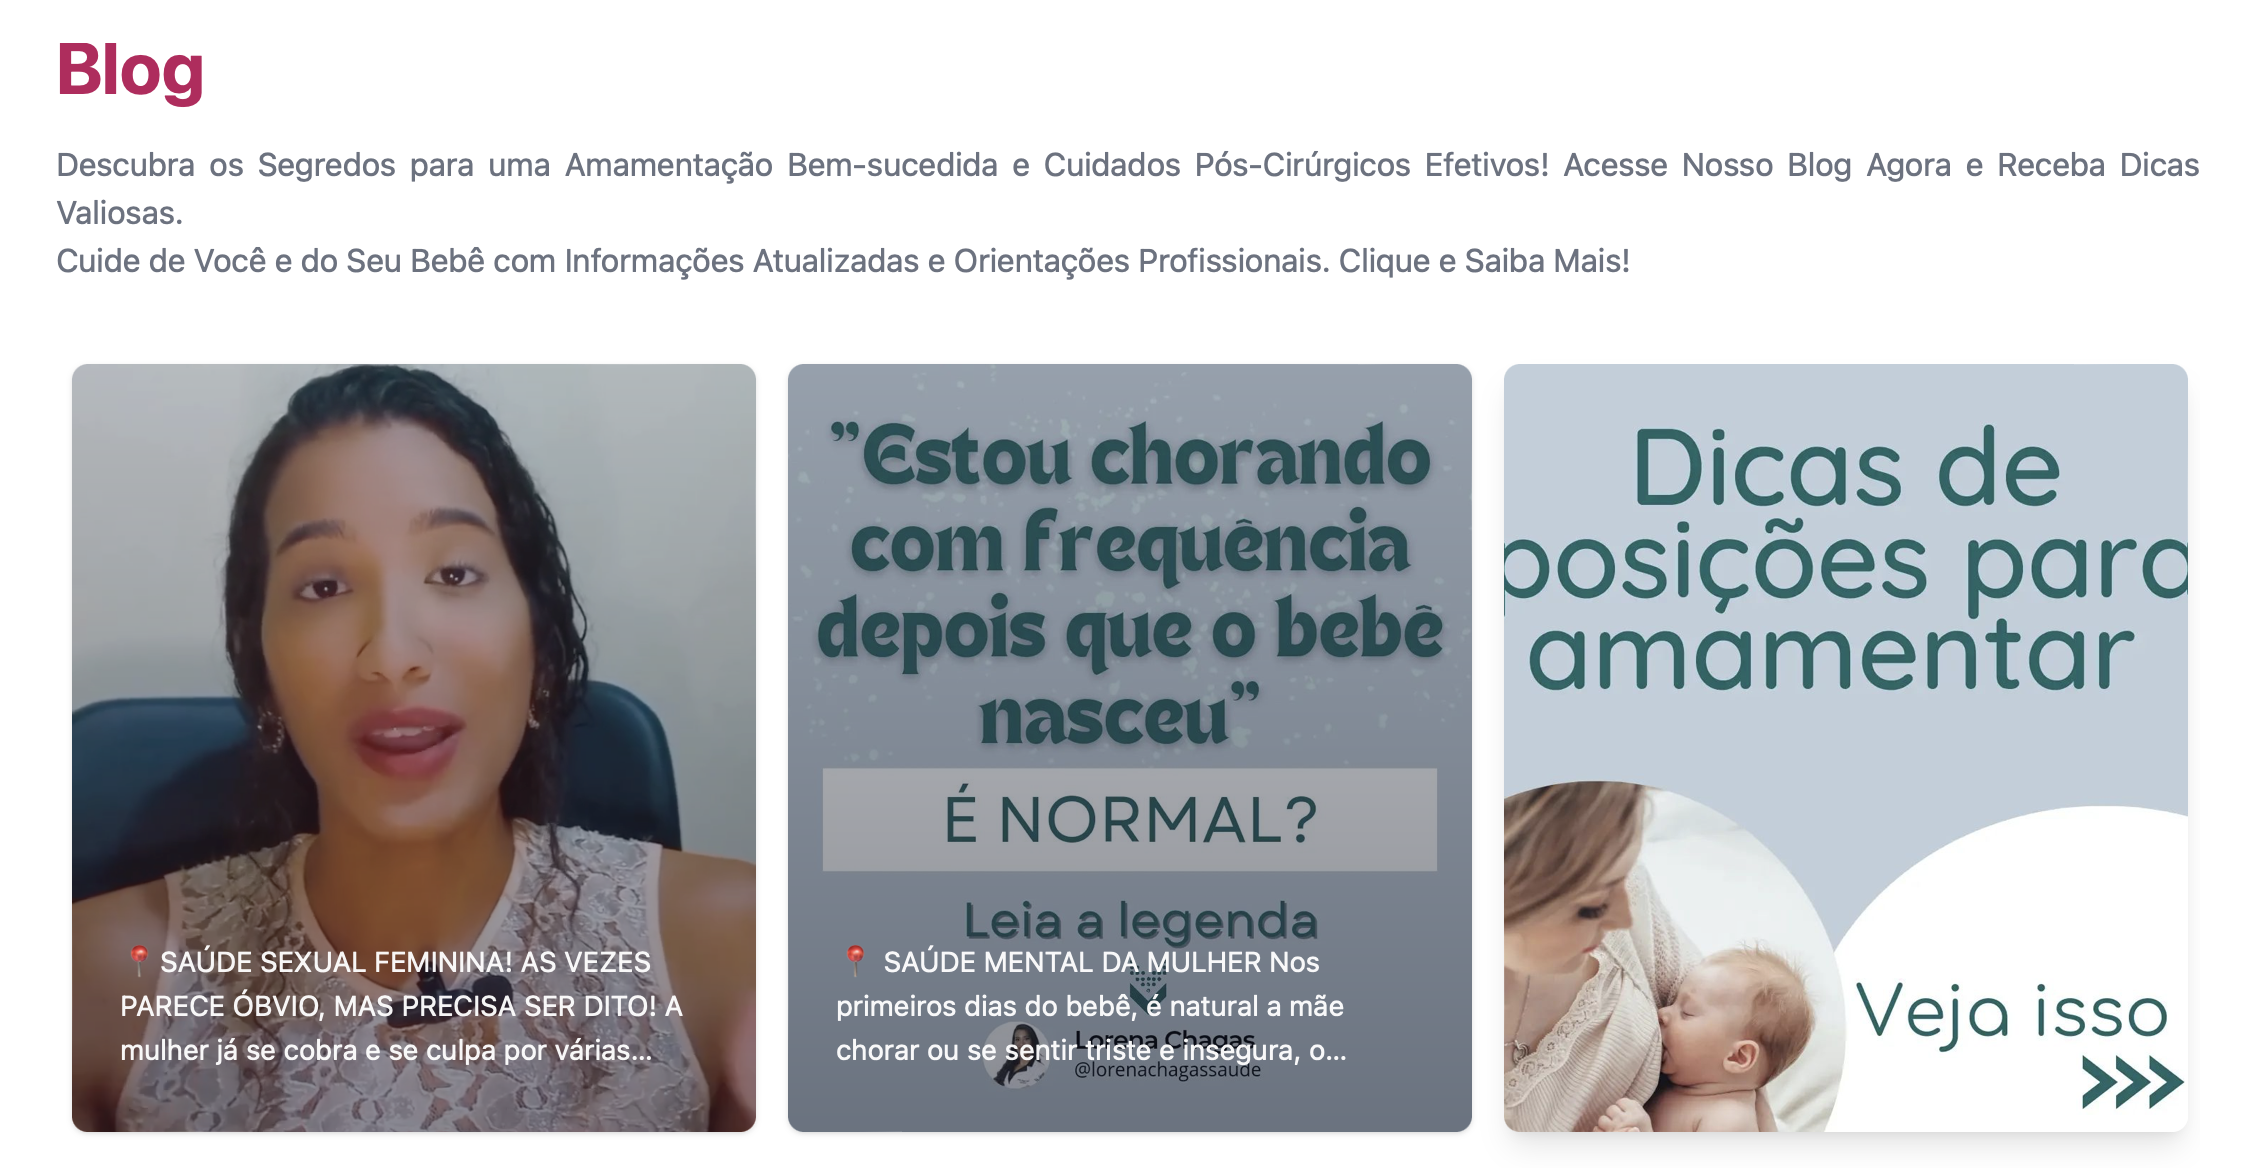 Blog
Descubra os Segredos para uma Amamentação Bem-sucedida e Cuidados Pós-Cirúrgicos Efetivos! Acesse Nosso Blog Agora e Receba Dicas
Valiosas.
Cuide de Você e do Seu Bebê com Informações Atualizadas e Orientações Profissionais. Clique e Saiba Mais!
📍 SAÚDE SEXUAL FEMININA! AS VEZES
PARECE ÓBVIO, MAS PRECISA SER DITO! A
mulher já se cobra e se culpa por várias...
"Estou chorando
com frequência
depois que o bebê
nasceu"
É NORMAL?
Leia a legenda
📍 SAÚDE MENTAL DA MULHER Nos
primeiros dias do bebê, é natural a mãe
chorar ou se sentir triste e insegura, o...
Lorena Chagas
@lorenachagassaude
Dicas de
posições para
amamentar
Veja isso